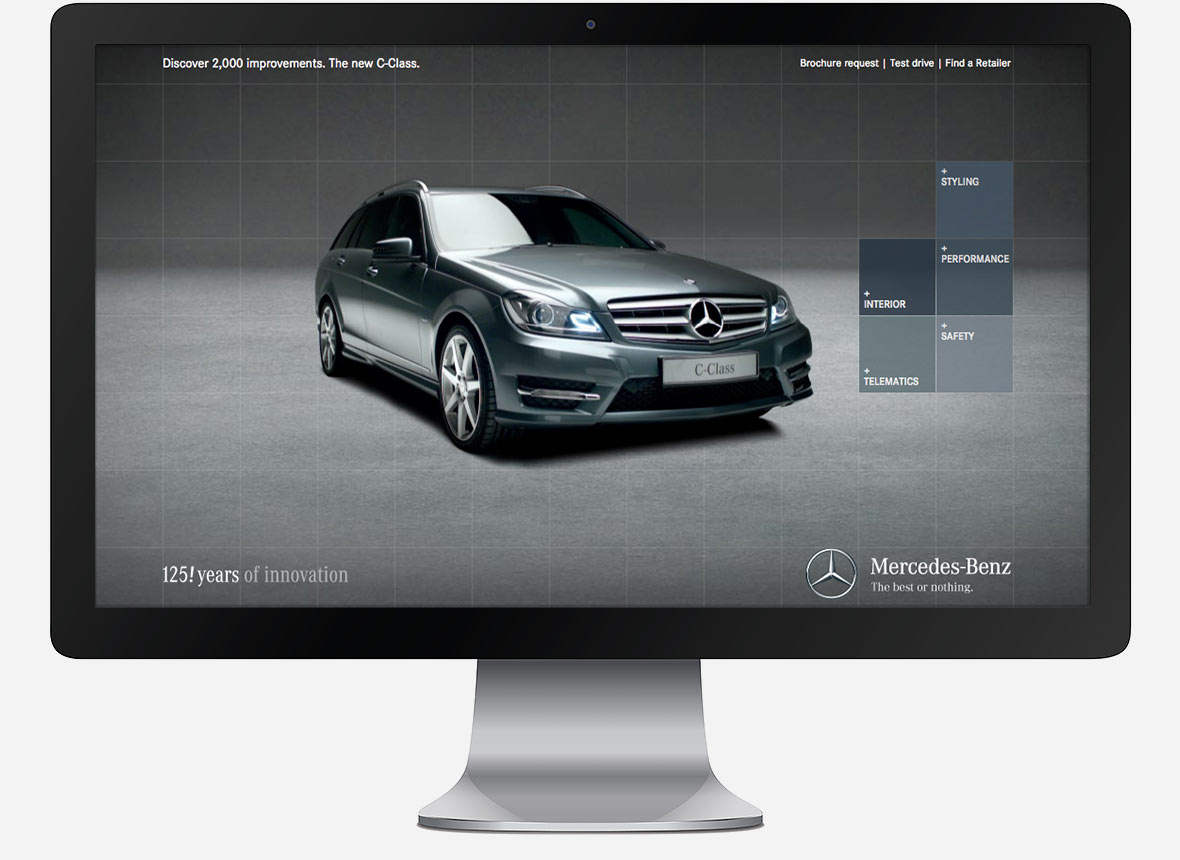 Discover 2,000 improvements. The new C-Class.
Brochure request | Test drive | Find a Retailer
+
STYLING
+
PERFORMANCE
+
INTERIOR
+
SAFETY
+
TELEMATICS
C-Class
125! years of innovation
Mercedes-Benz
The best or nothing.